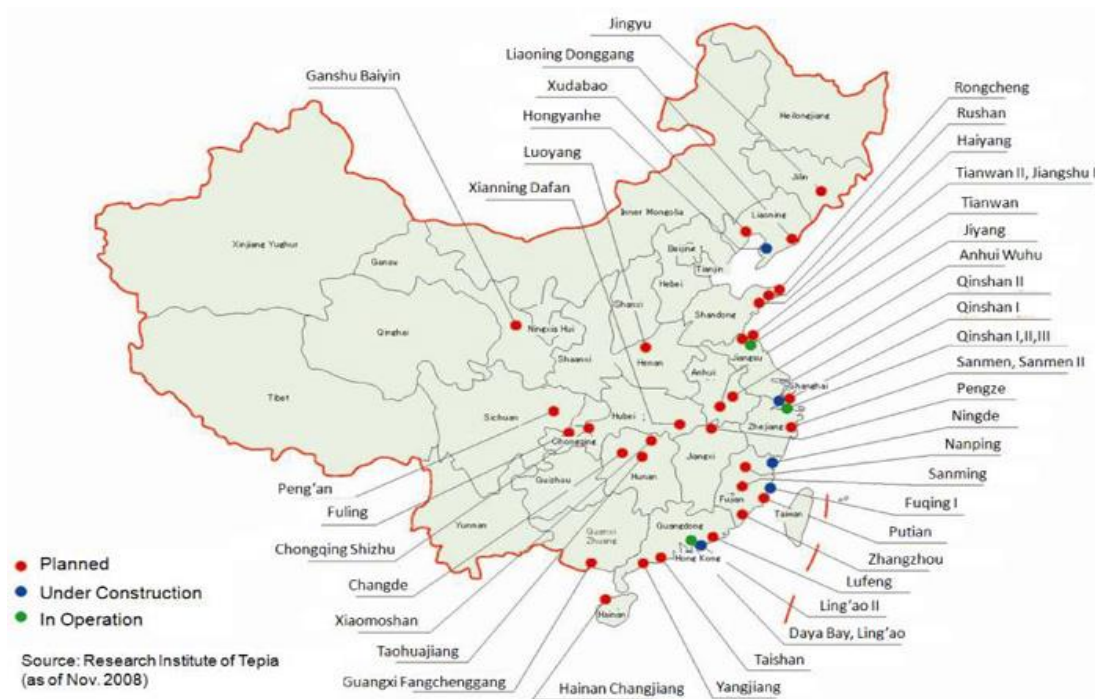 Jingyu
Liaoning Donggang
Ganshu Baiyin
Xudabao
Hongyanhe
Luoyang
Xianning Dafan
Rongcheng
Rushan
Haiyang
Tianwan II, Jiangshu I
Tianwan
Jiyang
Anhui Wuhu
Qinshan II
Qinshan I
Qinshan I,II,III
Sanmen, Sanmen II
Pengze
Ningde
Nanping
Sanming
Fuqing I
Putian
Zhangzhou
Lufeng
Ling'ao II
Daya Bay, Ling'ao
Taishan
Yangjiang
Hainan Changjiang
Guangxi Fangchenggang
Taohuajiang
Xiaomoshan
Changde
Chongqing Shizhu
Fuling
Peng'an
Heilongjiang
Jilin
Liaoning
Inner Mongolia
Beijing
Tianjin
Hebei
Shanxi
Shandong
Xinjiang Yughur
Gansu
Ningxia Hui
Qinghai
Shaanxi
Henan
Jiangsu
Anhui
Shanghai
Tibet
Sichuan
Hubei
Chongqing
Zhejiang
Jiangxi
Hunan
Guizhou
Fujian
Taiwan
Yunnan
Guangxi
Zhuang
Guangdong
Hong Kong
Hainan
Planned
Under Construction
In Operation
Source: Research Institute of Tepia
(as of Nov. 2008)